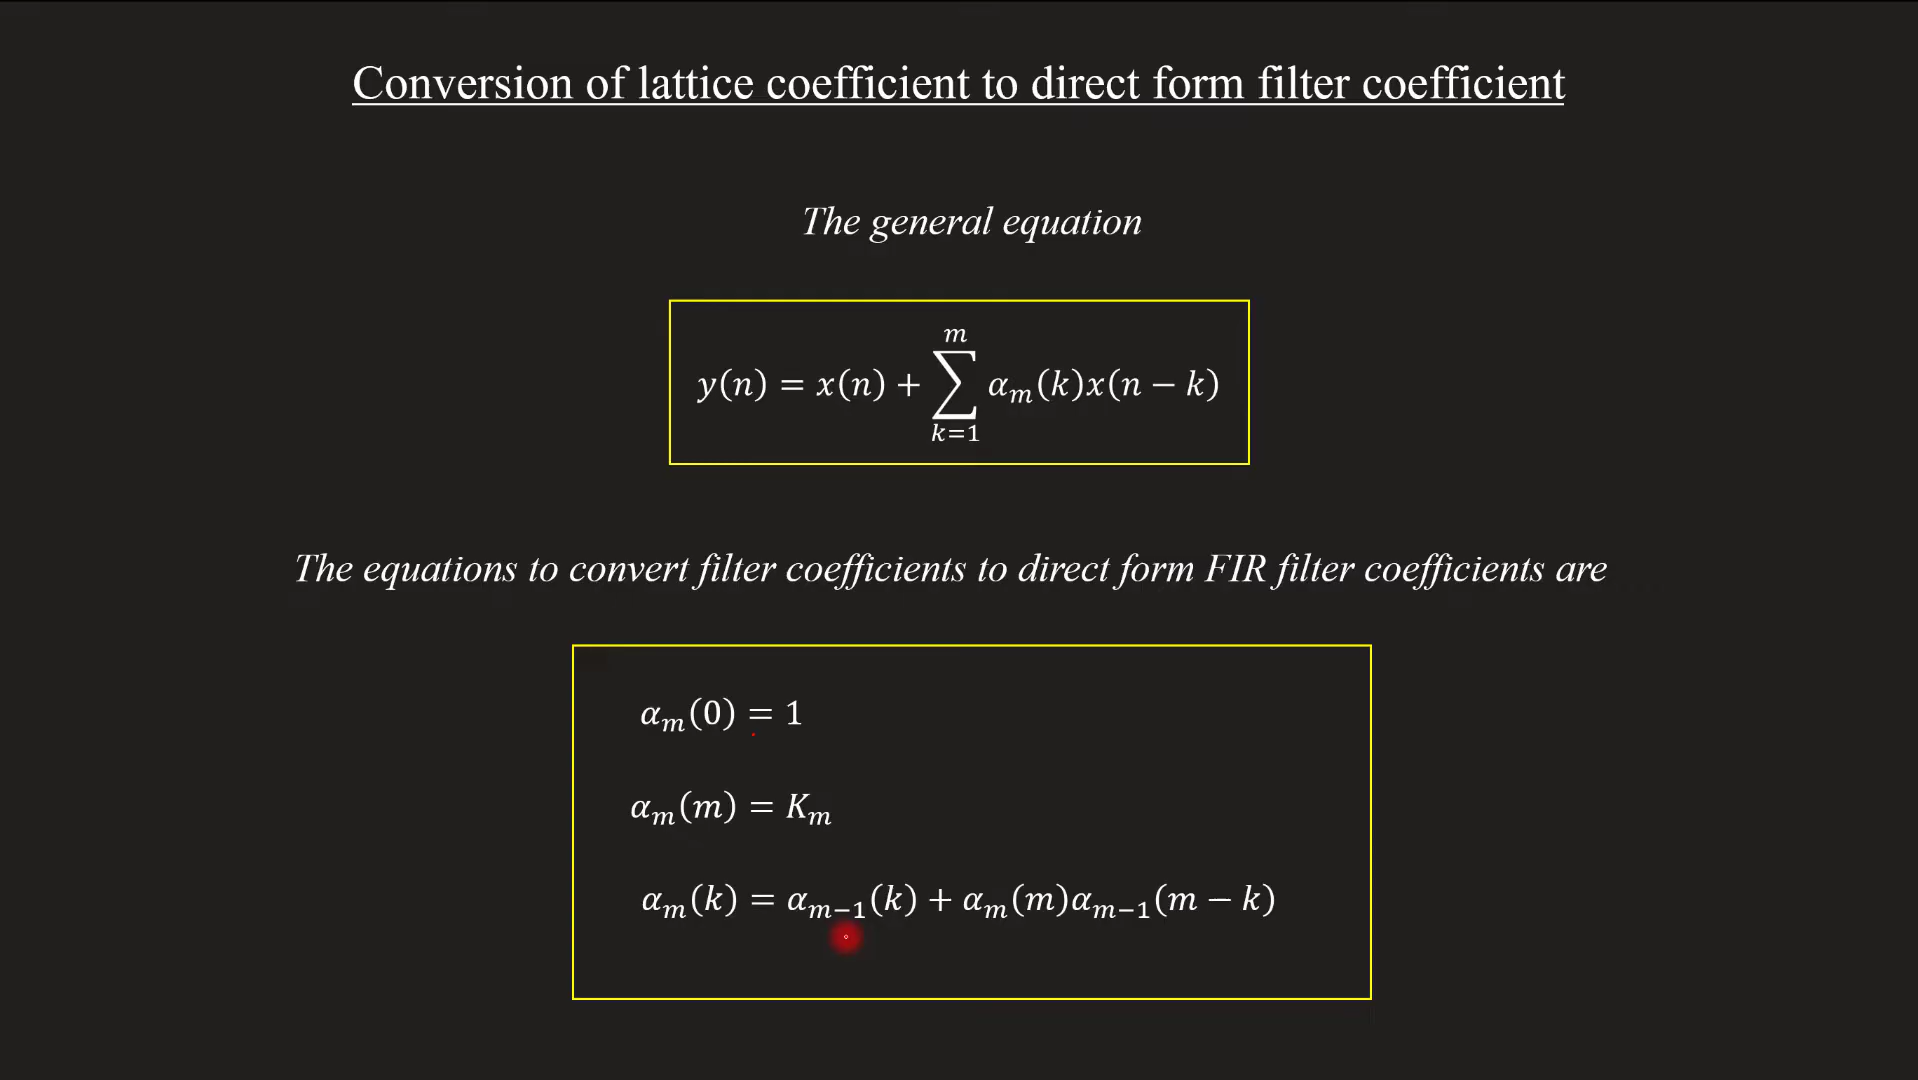 Conversion of lattice coefficient to direct form filter coefficient
The general equation
y(n) = x(n) + ∑_{k=1}^{m} α_m(k)x(n − k)
The equations to convert filter coefficients to direct form FIR filter coefficients are
α_m(0) = 1
α_m(m) = K_m
α_m(k) = α_{m−1}(k) + α_m(m)α_{m−1}(m − k)